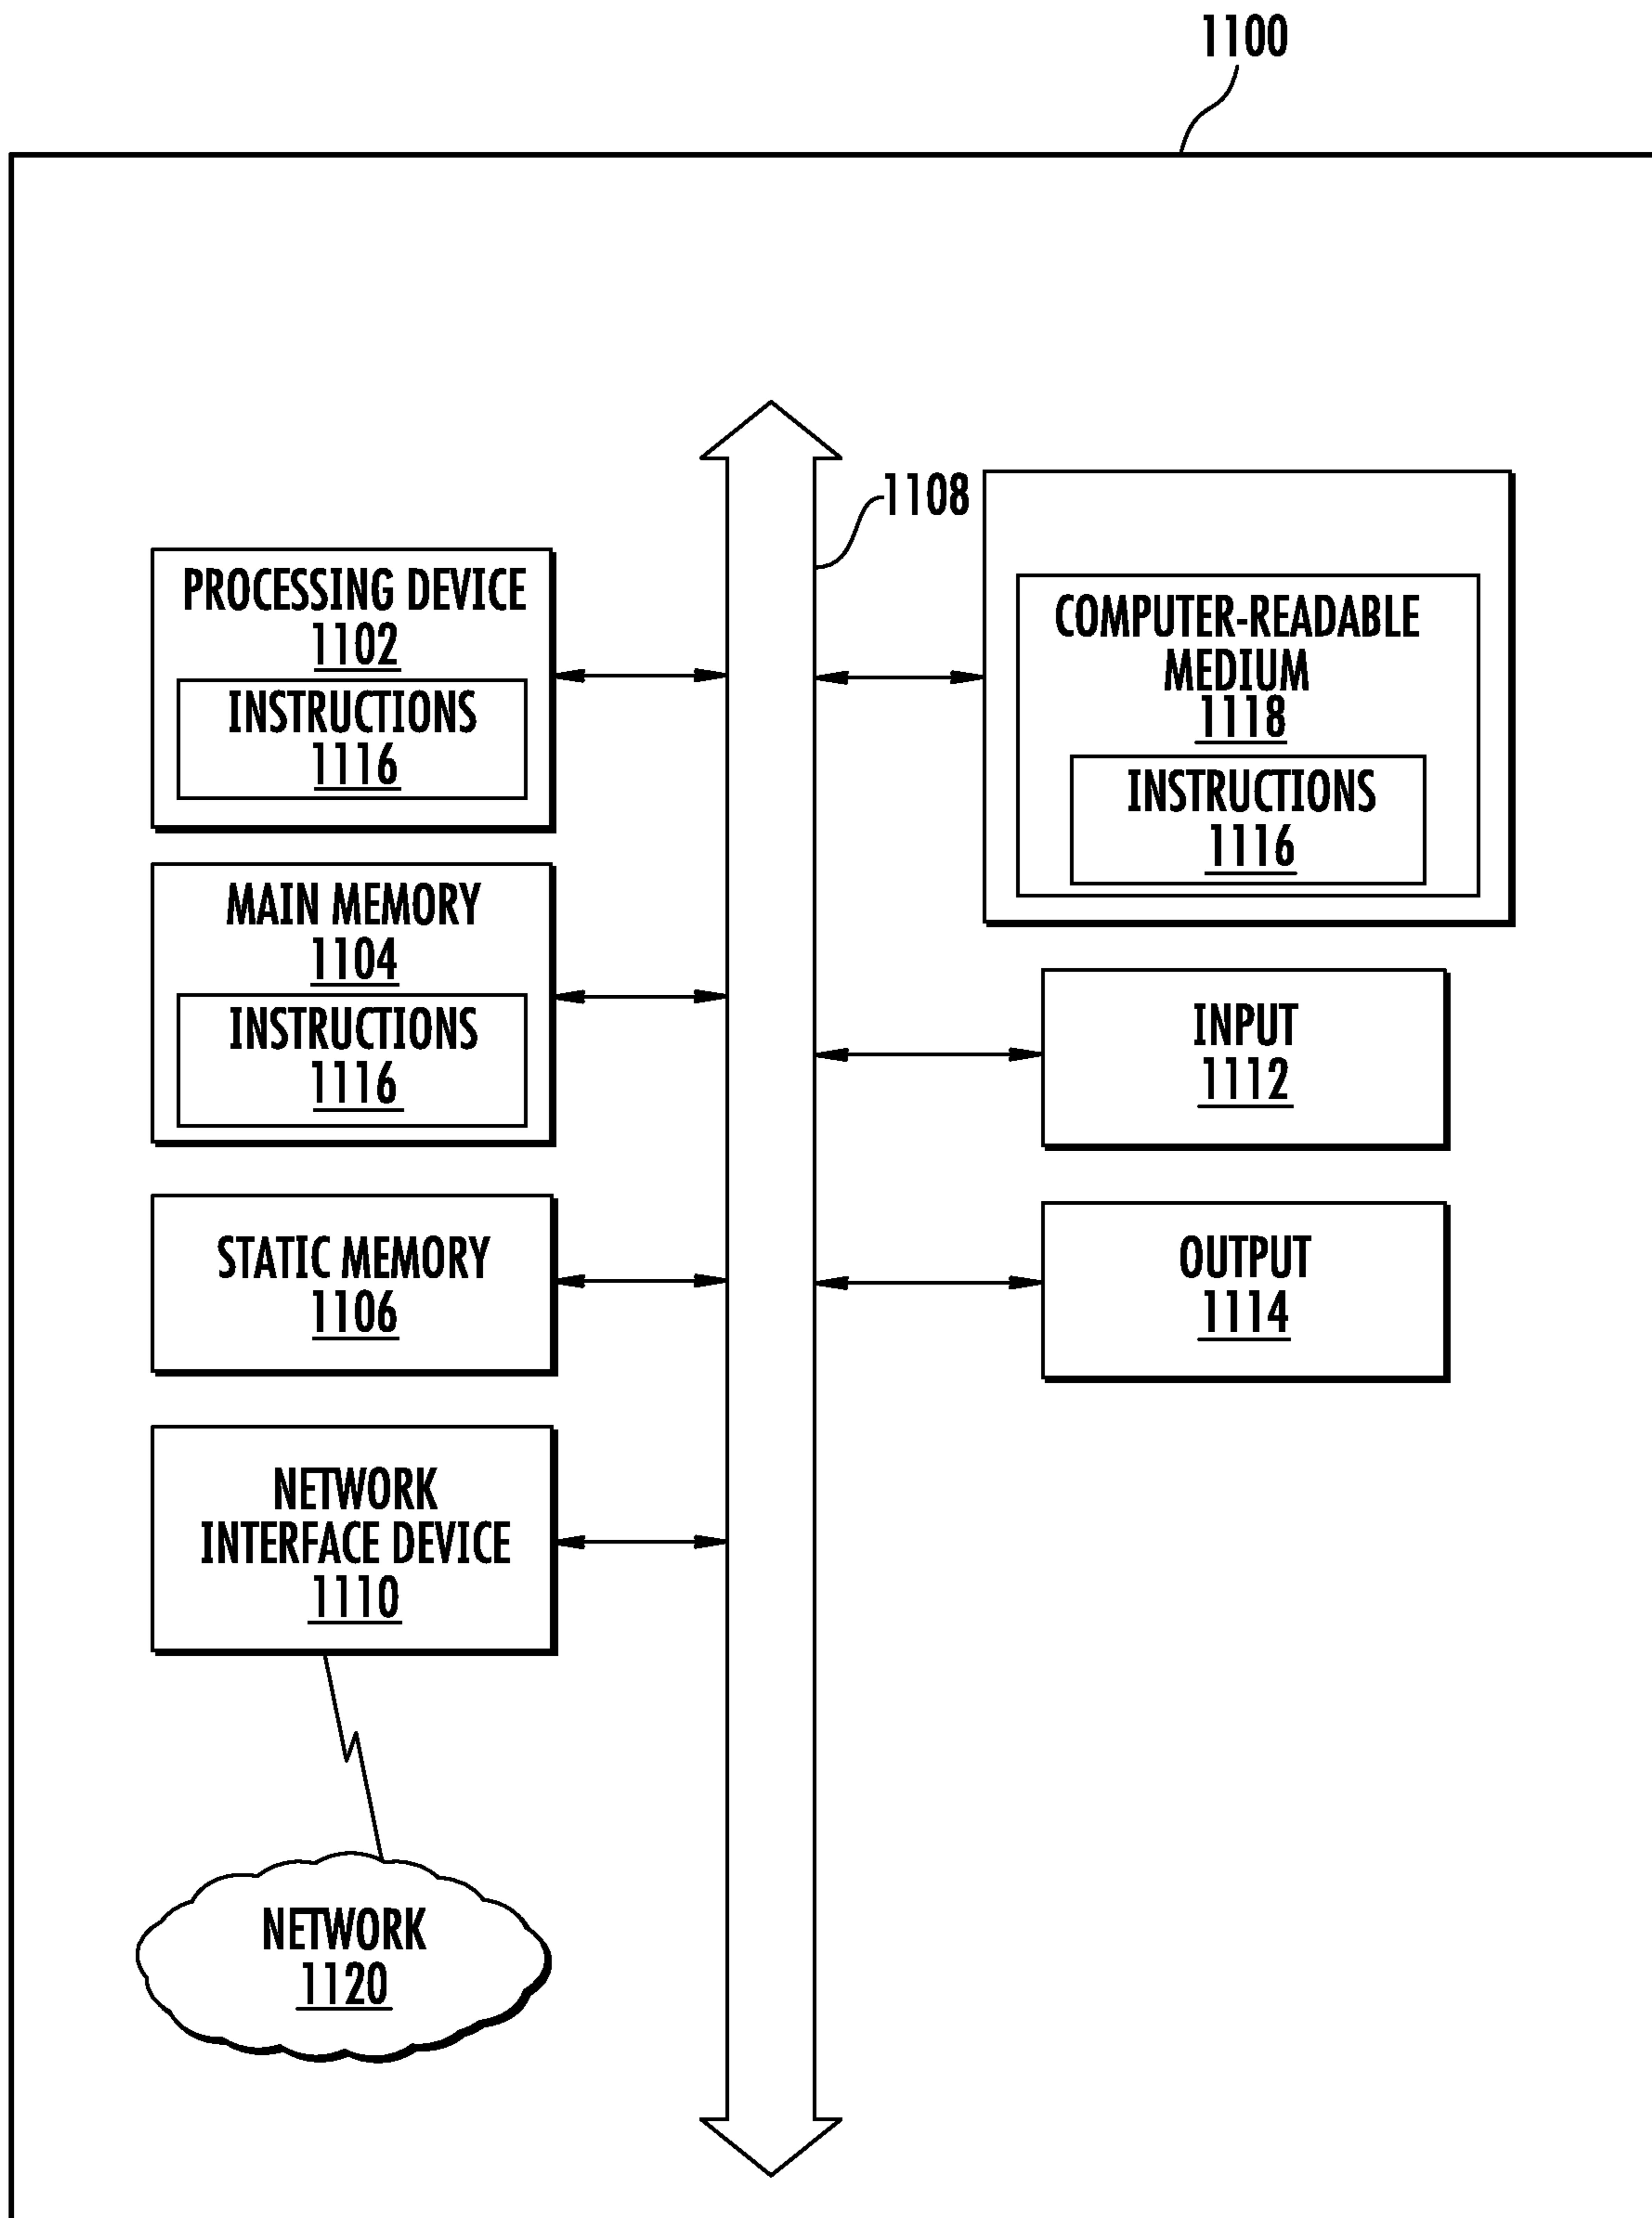 1100
1108
PROCESSING DEVICE
1102
INSTRUCTIONS
1116
MAIN MEMORY
1104
INSTRUCTIONS
1116
STATIC MEMORY
1106
NETWORK
INTERFACE DEVICE
1110
NETWORK
1120
COMPUTER-READABLE
MEDIUM
1118
INSTRUCTIONS
1116
INPUT
1112
OUTPUT
1114